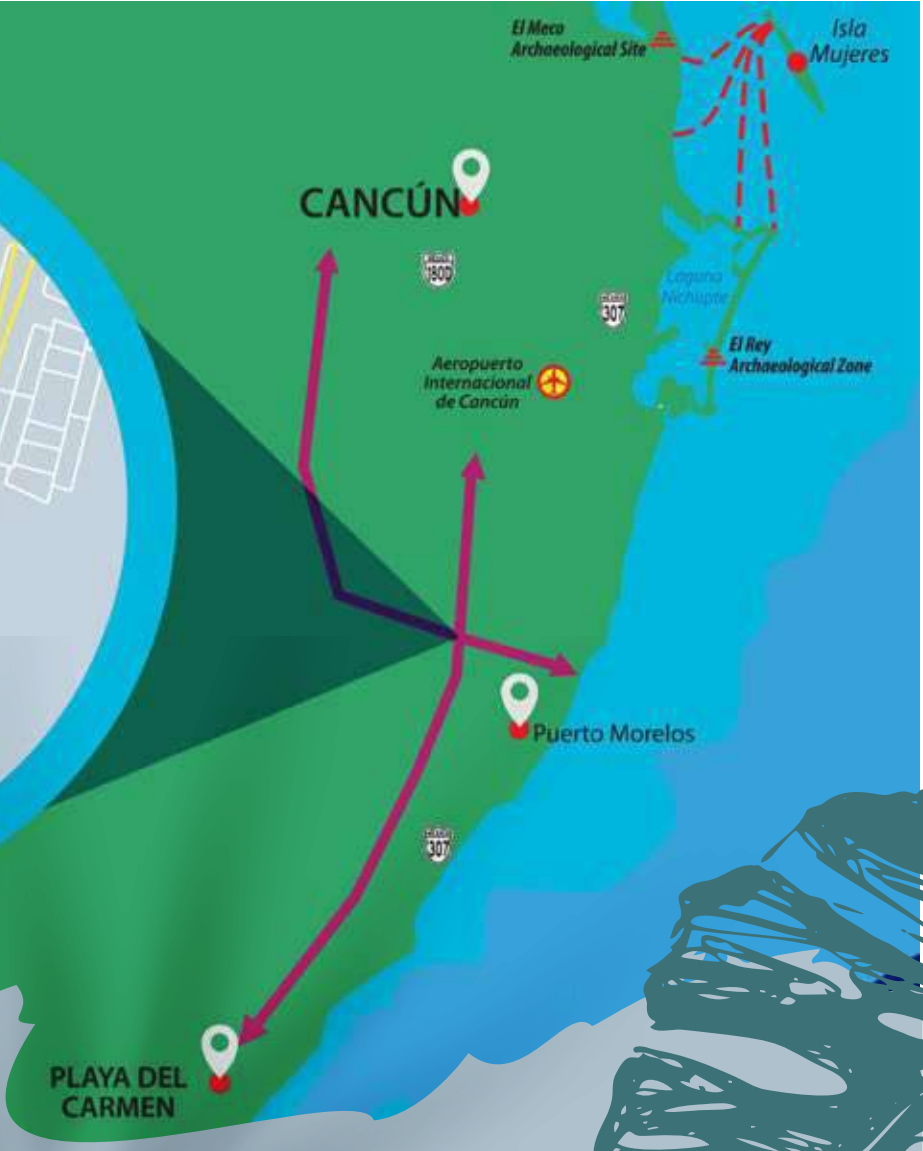 El Meco
Archaeological Site
Isla
Mujeres
CANCÚN
180D
307
Laguna
Nichupte
El Rey
Archaeological Zone
Aeropuerto
Internacional
de Cancún
Puerto Morelos
307
PLAYA DEL
CARMEN